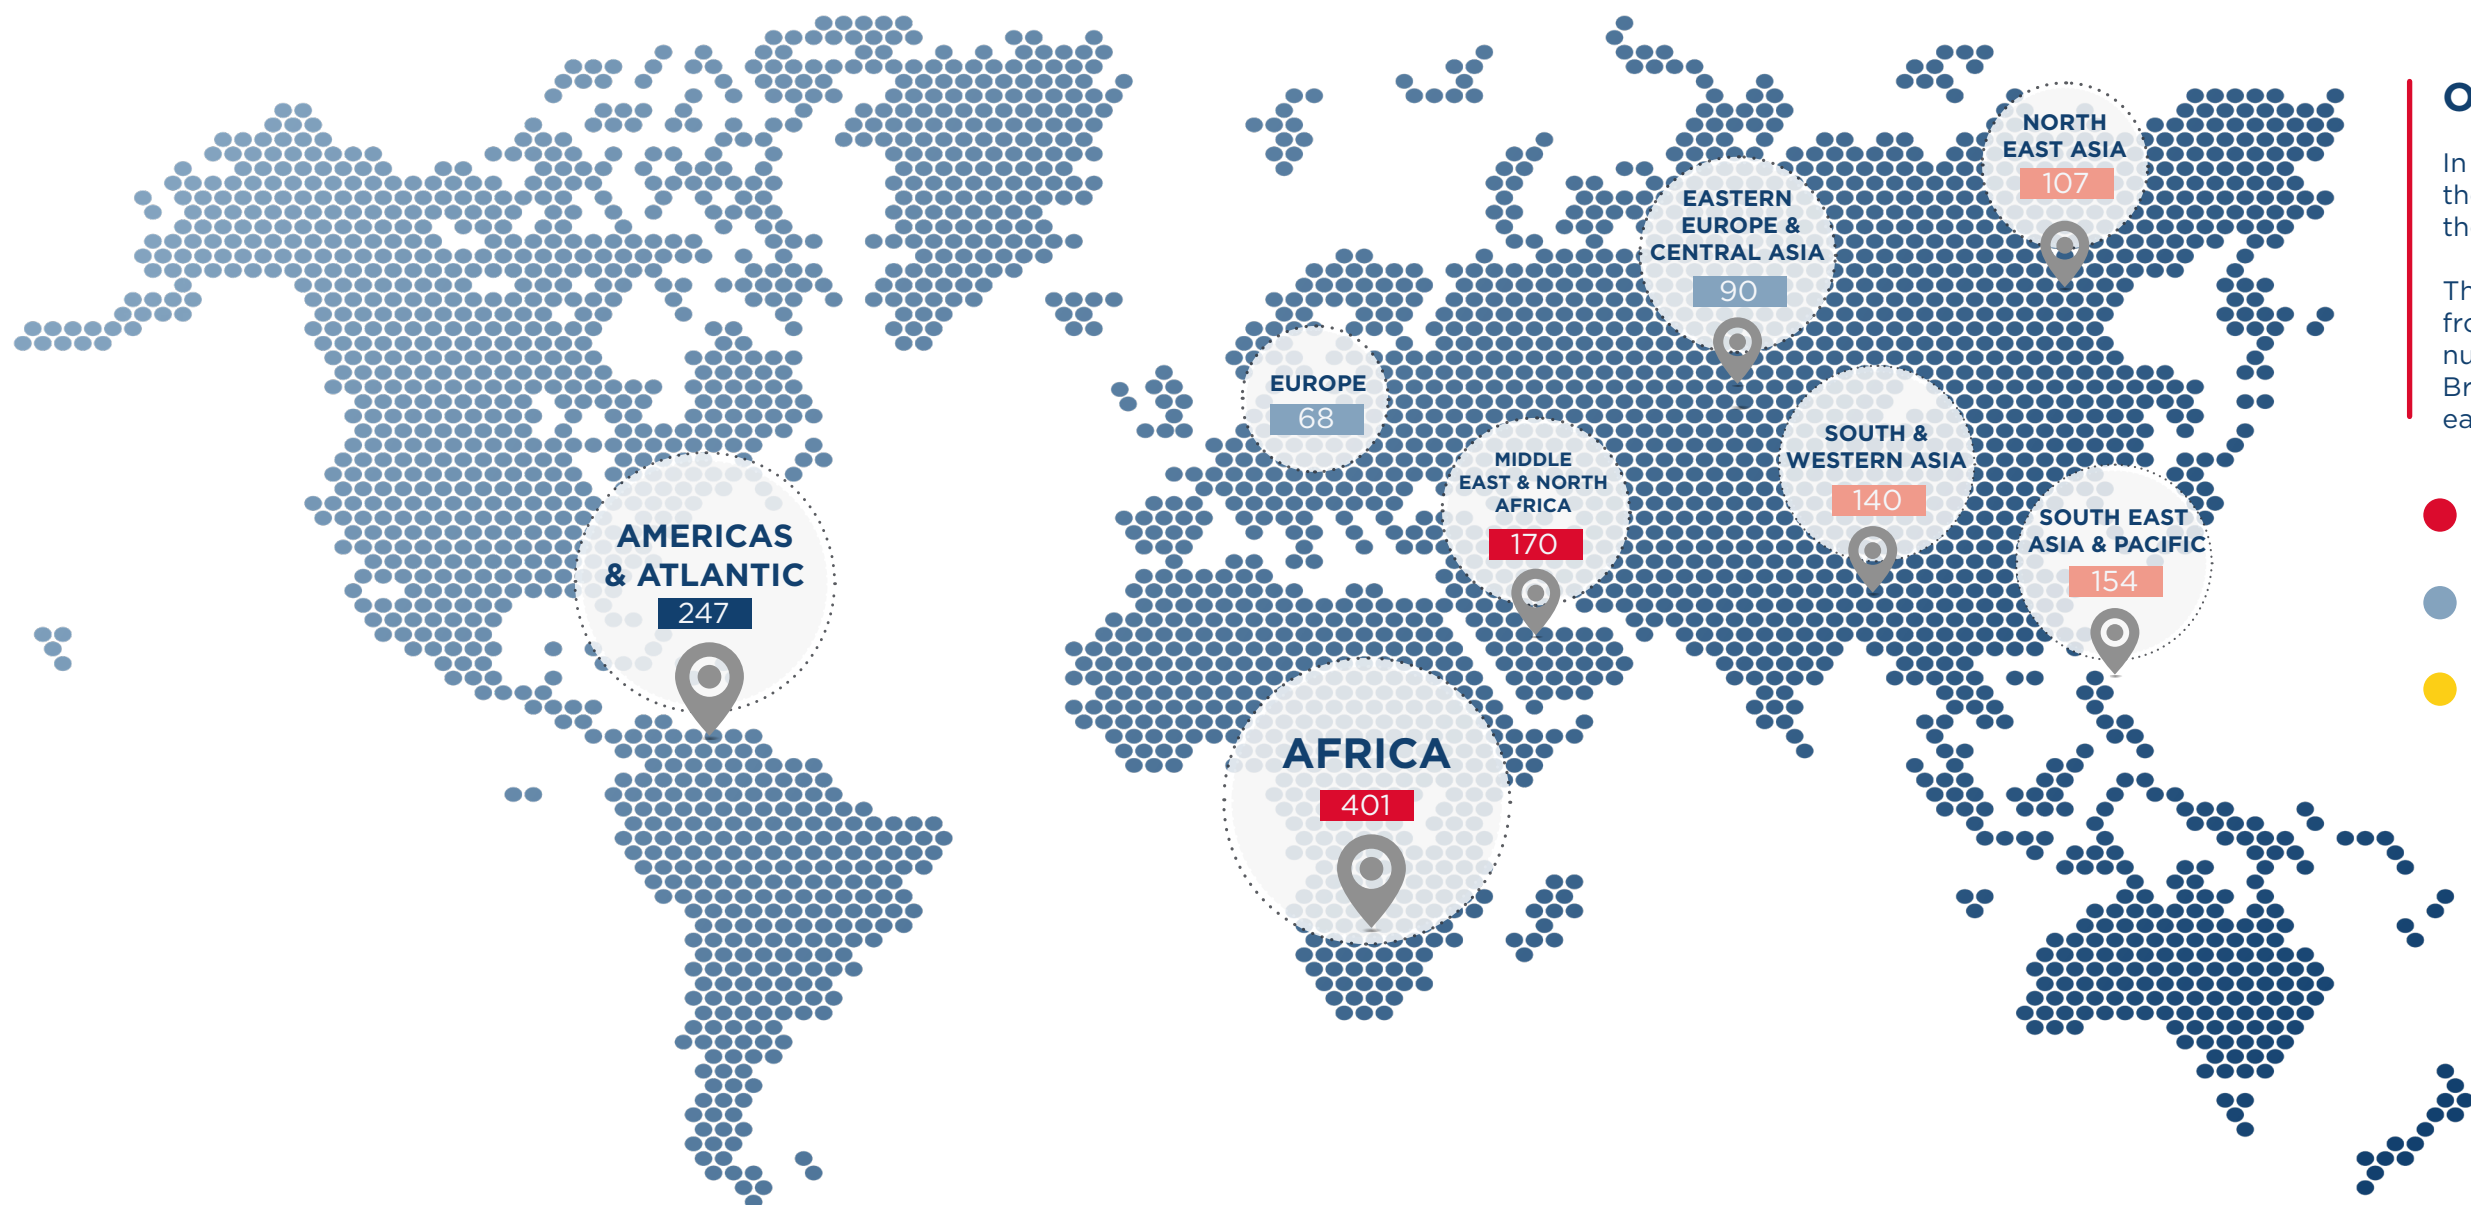 NORTH
EAST ASIA
107
EASTERN
EUROPE &
CENTRAL ASIA
90
EUROPE
68
MIDDLE
EAST & NORTH
AFRICA
170
SOUTH &
WESTERN ASIA
140
SOUTH EAST
ASIA & PACIFIC
154
AMERICAS
& ATLANTIC
247
AFRICA
401
In